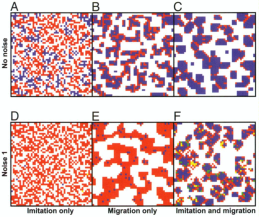 A
B
C
No noise
D
E
F
Noise 1
Imitation only
Migration only
Imitation and migration